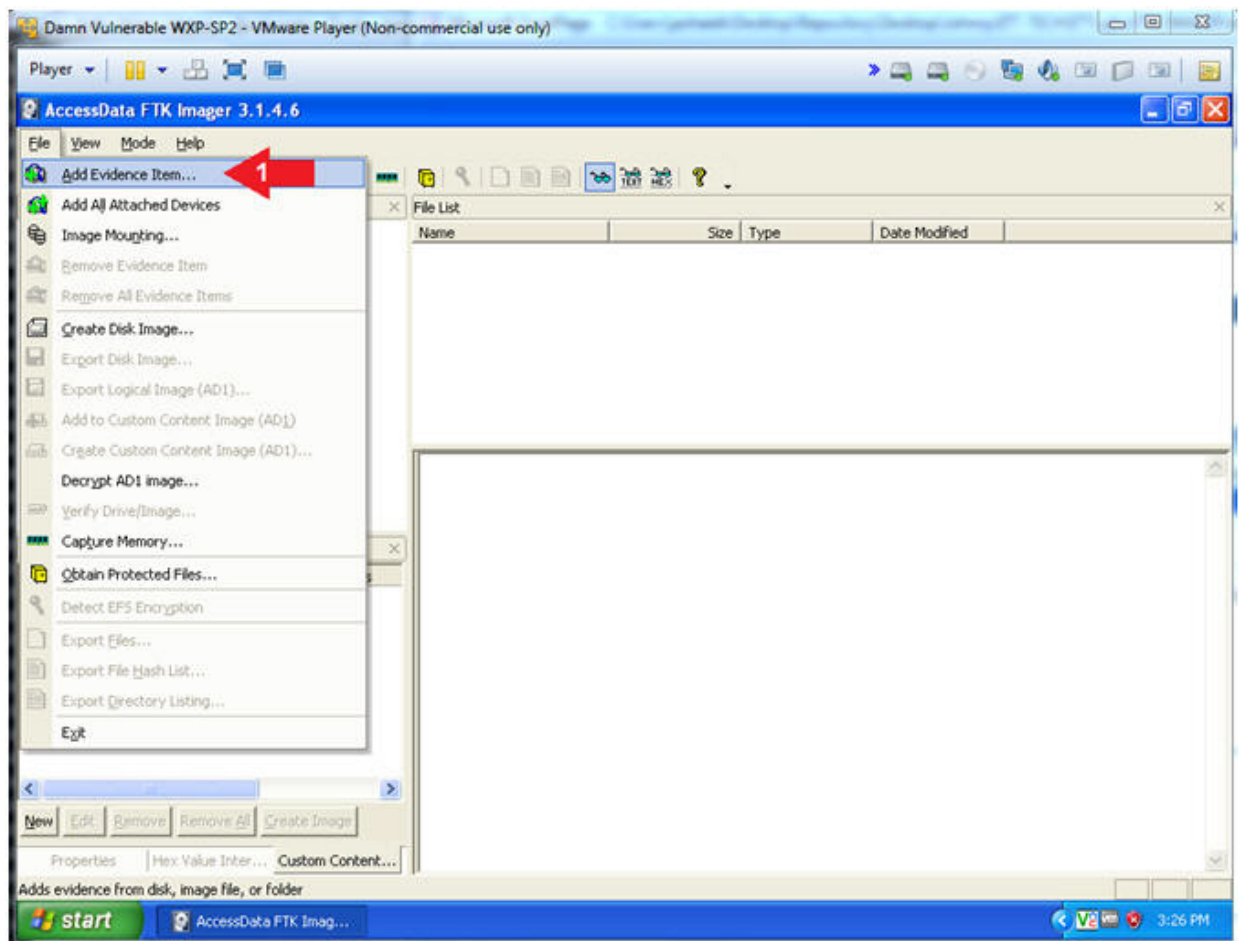 Damn Vulnerable WXP-SP2 - VMware Player (Non-commercial use only)
Player
AccessData FTK Imager 3.1.4.6
File View Mode Help
Add Evidence Item...
1
TEXT HEX
Add All Attached Devices
File List
Image Mounting...
Name Size Type Date Modified
Remove Evidence Item
Remove All Evidence Items
Create Disk Image...
Export Disk Image...
Export Logical Image (AD1)...
Add to Custom Content Image (AD1)
Create Custom Content Image (AD1)...
Decrypt AD1 image...
Verify Drive/Image...
Capture Memory...
Obtain Protected Files...
Detect EFS Encryption
Export Files...
Export File Hash List...
Export Directory Listing...
Exit
New Edit Remove Remove All Create Image
Properties Hex Value Inter... Custom Content...
Adds evidence from disk, image file, or folder
start AccessData FTK Imag... 3:26 PM